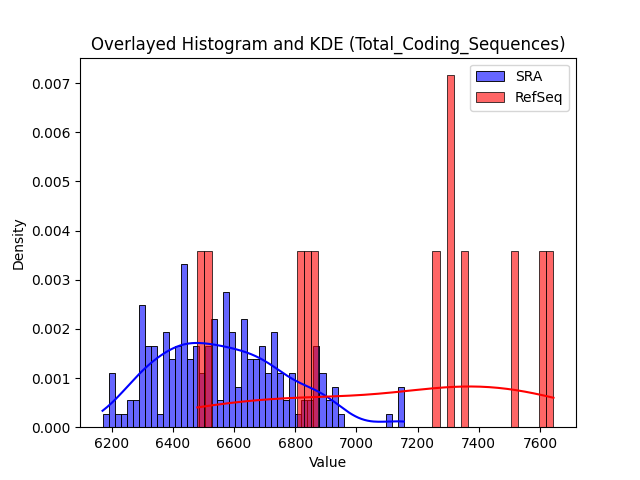 Overlayed Histogram and KDE (Total_Coding_Sequences)
SRA
RefSeq
0.007
0.006
0.005
0.004
0.003
0.002
0.001
0.000
Density
6200 6400 6600 6800 7000 7200 7400 7600
Value